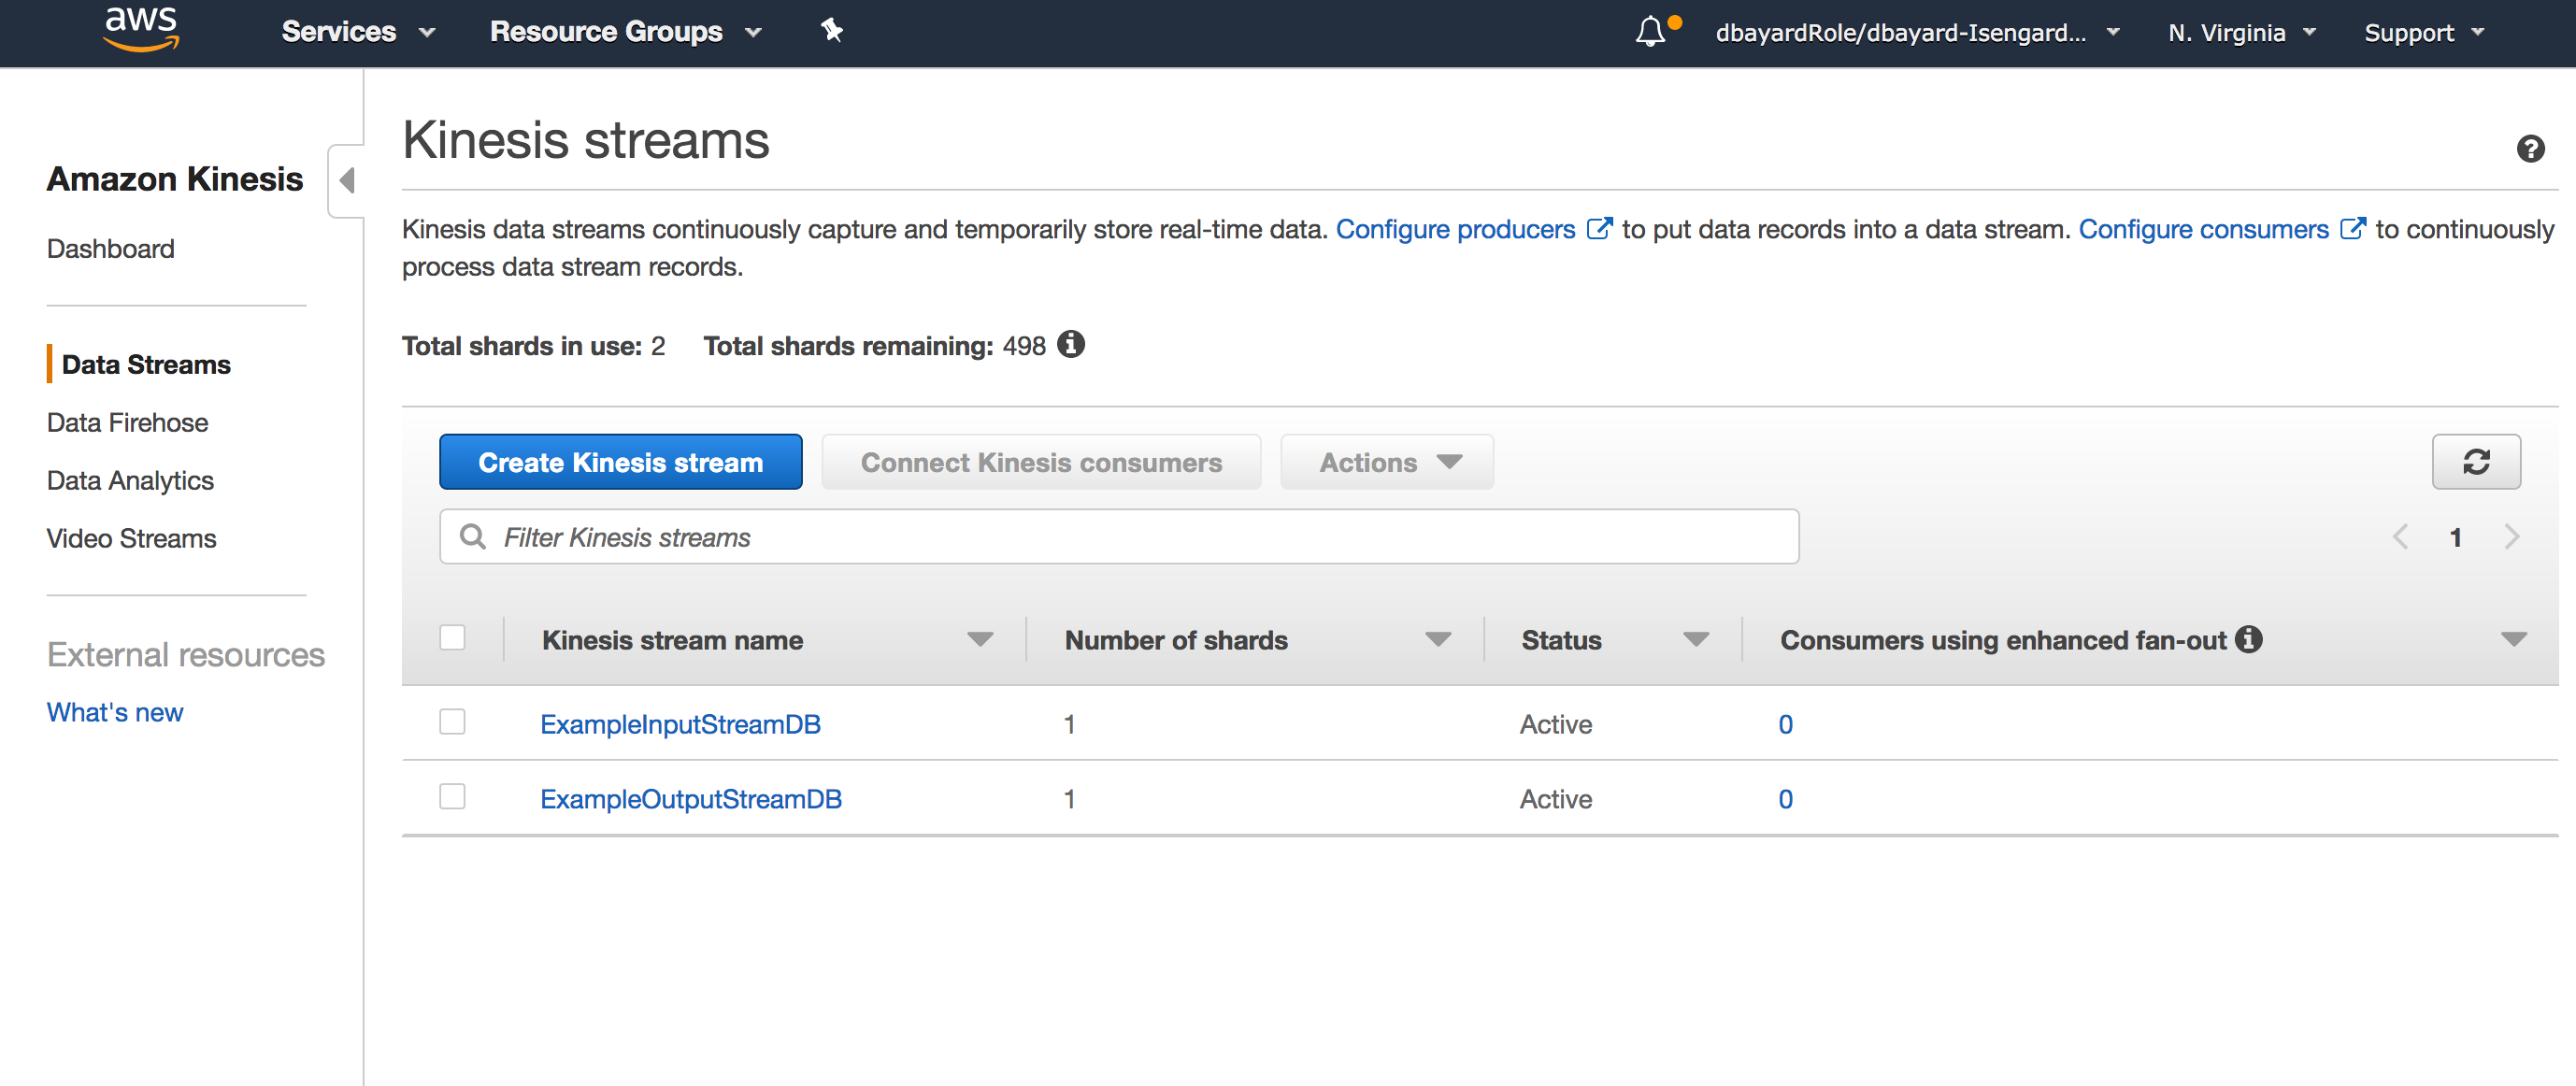 aws Services Resource Groups dbayardRole/dbayard-Isengard... N. Virginia Support
Amazon Kinesis
Dashboard
Data Streams
Data Firehose
Data Analytics
Video Streams
External resources
What's new
Kinesis streams
Kinesis data streams continuously capture and temporarily store real-time data. Configure producers to put data records into a data stream. Configure consumers to continuously
process data stream records.
Total shards in use: 2 Total shards remaining: 498
Create Kinesis stream Connect Kinesis consumers Actions
Filter Kinesis streams 1
Kinesis stream name Number of shards Status Consumers using enhanced fan-out
ExampleInputStreamDB 1 Active 0
ExampleOutputStreamDB 1 Active 0